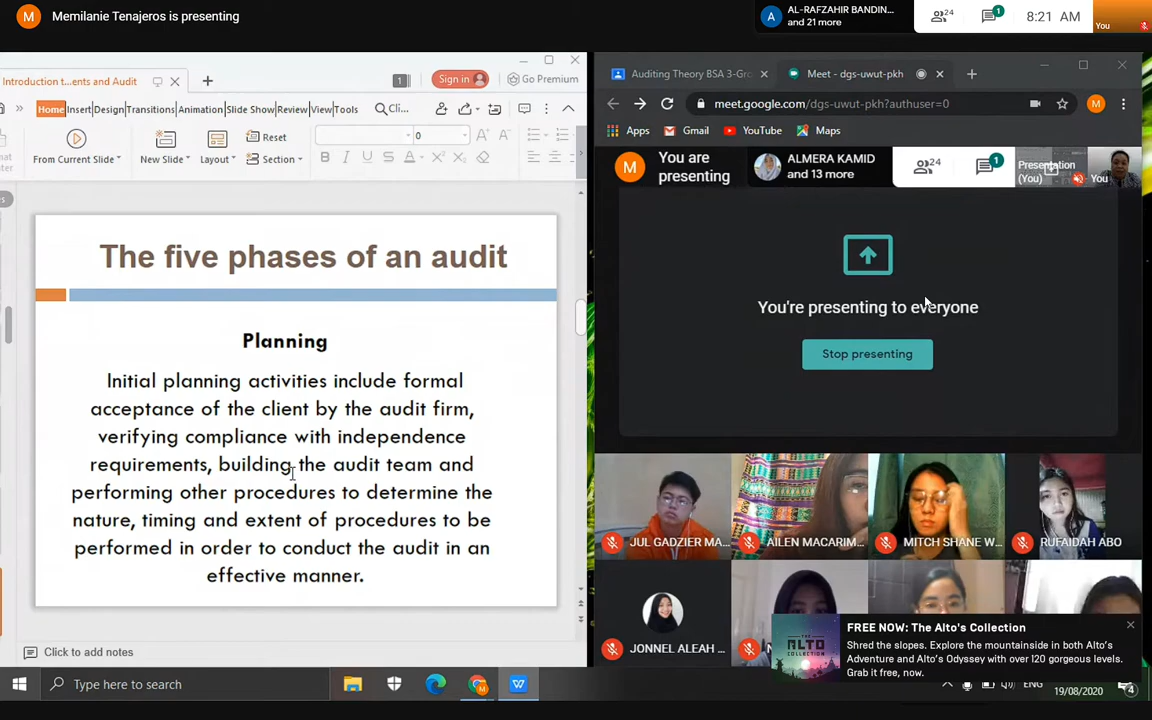 M Memilanie Tenajeros is presenting
A AL-RAFZAHIR BANDIN...
and 21 more
24
1
8:21 AM
You
Introduction t...ents and Audit
1
Sign in
Go Premium
Home Insert Design Transitions Animation Slide Show Review View Tools
Cli...
From Current Slide
New Slide
Layout
Reset
Section
0
The five phases of an audit
Planning
Initial planning activities include formal
acceptance of the client by the audit firm,
verifying compliance with independence
requirements, building the audit team and
performing other procedures to determine the
nature, timing and extent of procedures to be
performed in order to conduct the audit in an
effective manner.
Click to add notes
Auditing Theory BSA 3-Gr
Meet - dgs-uwut-pkh
meet.google.com/dgs-uwut-pkh?authuser=0
M
Apps
Gmail
YouTube
Maps
M You are
presenting
ALMERA KAMID
and 13 more
24
1
Presentation
(You)
You
You're presenting to everyone
Stop presenting
JUL GADZIER MA...
AILEN MACARIM...
MITCH SHANE W...
RUFAIDAH ABO
JONNEL ALEAH ...
THE
ALTO
COLLECTION
FREE NOW: The Alto's Collection
Shred the slopes. Explore the mountainside in both Alto's
Adventure and Alto's Odyssey with over 120 gorgeous levels.
Grab it free, now.
Type here to search
ENG
19/08/2020
4